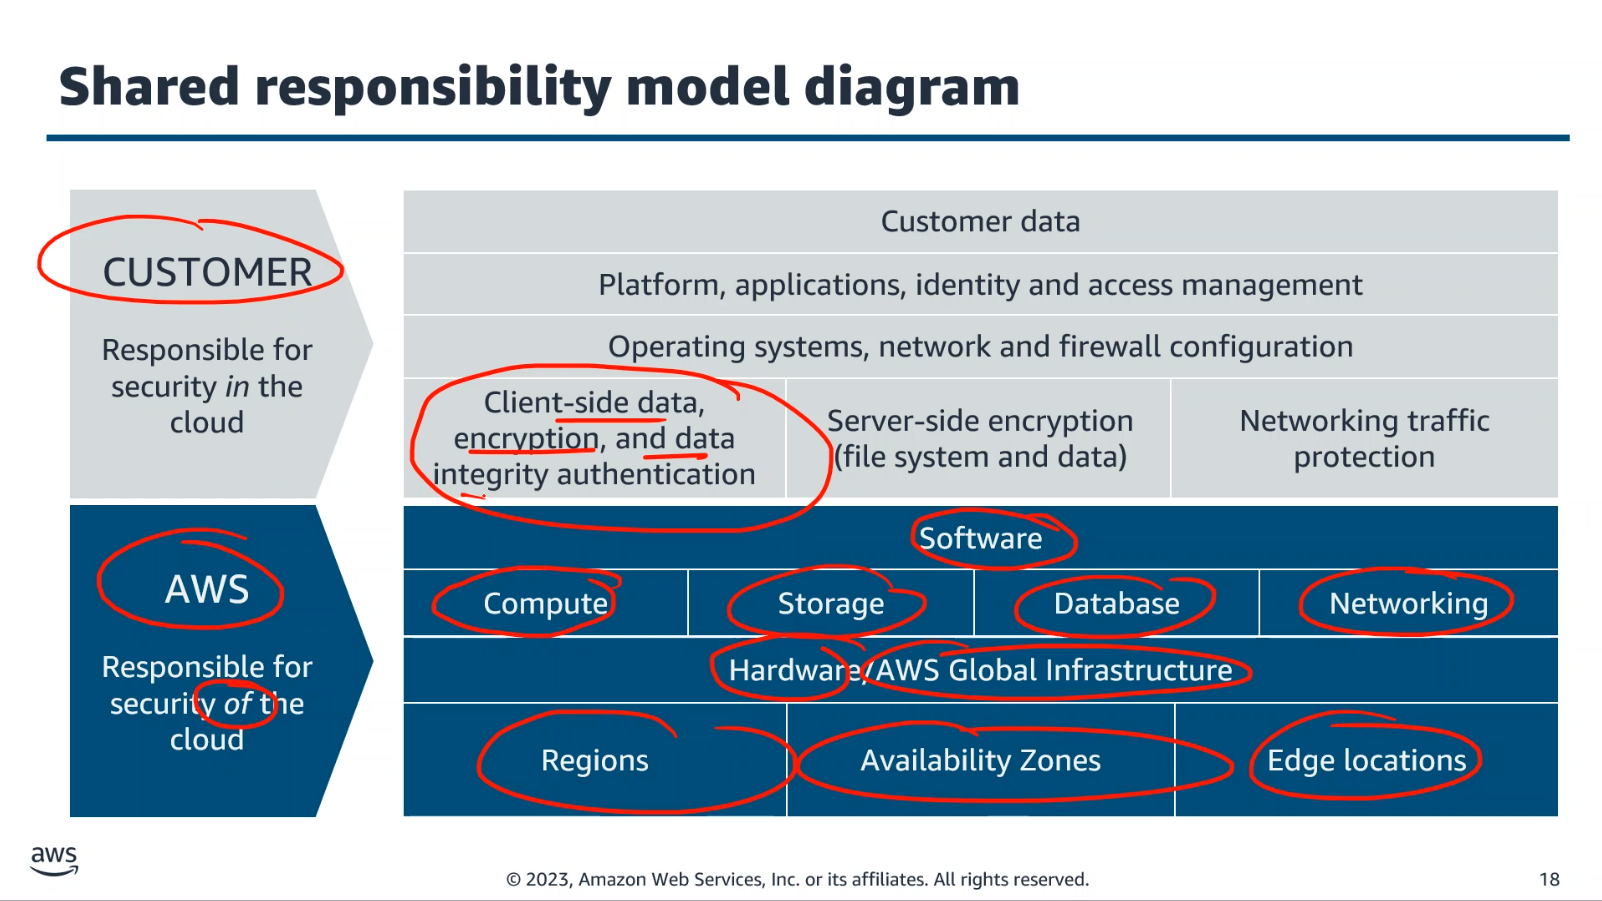 Shared responsibility model diagram
CUSTOMER
Responsible for
security in the
cloud
Customer data
Platform, applications, identity and access management
Operating systems, network and firewall configuration
Client-side data,
encryption, and data
integrity authentication
Server-side encryption
(file system and data)
Networking traffic
protection
AWS
Responsible for
security of the
cloud
Software
Compute
Storage
Database
Networking
Hardware/AWS Global Infrastructure
Regions
Availability Zones
Edge locations
aws
© 2023, Amazon Web Services, Inc. or its affiliates. All rights reserved.
18